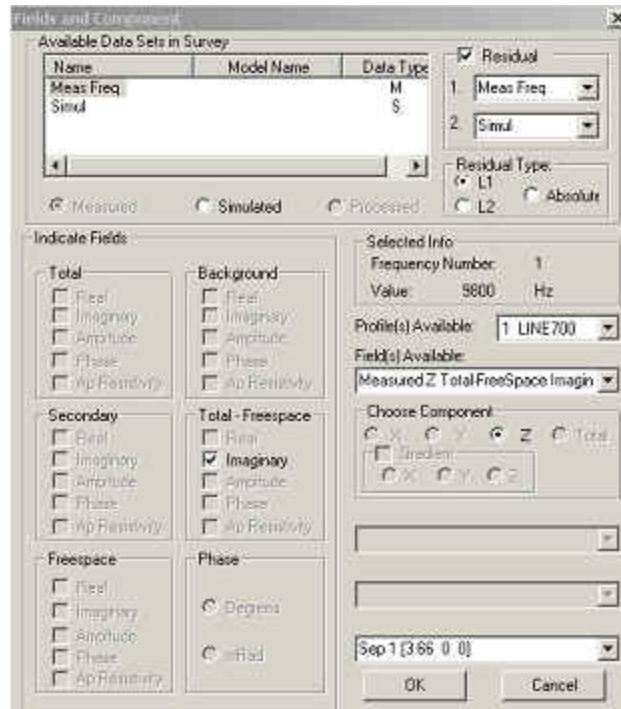 Fields and Component
Available Data Sets in Survey
Name Model Name Data Type
Meas Freq M
Simul S
Measured Simulated Processed
Residual
1. Meas Freq
2. Simul
Residual Type:
L1
L2
Absolute
Indicate Fields
Total
Real
Imaginary
Amplitude
Phase
Ap Resistivity
Background
Real
Imaginary
Amplitude
Phase
Ap Resistivity
Secondary
Real
Imaginary
Amplitude
Phase
Ap Resistivity
Total - Freespace
Real
Imaginary
Amplitude
Phase
Ap Resistivity
Freespace
Real
Imaginary
Amplitude
Phase
Ap Resistivity
Phase
Degrees
mRad
Selected Info
Frequency Number: 1
Value: 9800 Hz
Profile(s) Available: 1 LINE700
Field(s) Available:
Measured Z Total-FreeSpace Imagin
Choose Component
X Y Z Total
Gradient
X Y Z
Sep 1 (3.66 0 0)
OK Cancel